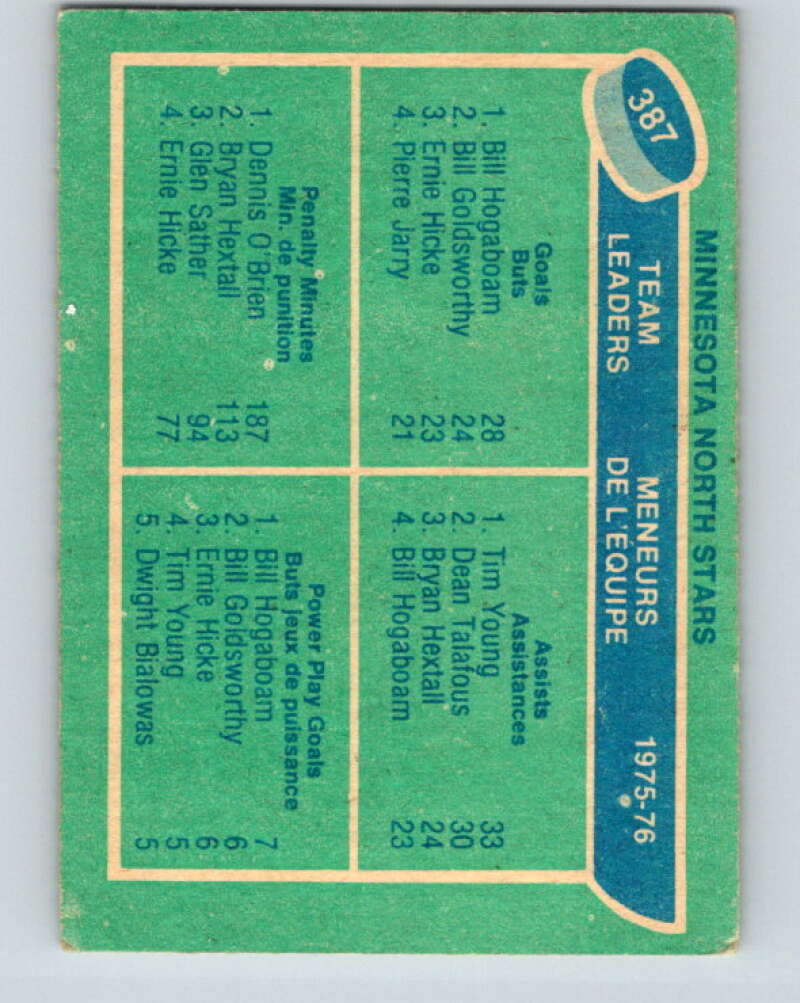 MINNESOTA NORTH STARS
387
TEAM LEADERS
MENEURS DE L'EQUIPE
1975-76
Goals
Buts
1. Bill Hogaboam 28
2. Bill Goldsworthy 24
3. Ernie Hicke 23
4. Pierre Jarry 21
Assists
Assistances
1. Tim Young 33
2. Dean Talafous 30
3. Bryan Hextall 24
4. Bill Hogaboam 23
Penalty Minutes
Min. de punition
1. Dennis O'Brien 187
2. Bryan Hextall 113
3. Glen Sather 94
4. Ernie Hicke 77
Power Play Goals
Buts jeux de puissance
1. Bill Hogaboam 7
2. Bill Goldsworthy 6
3. Ernie Hicke 6
4. Tim Young 5
5. Dwight Bialowas 5